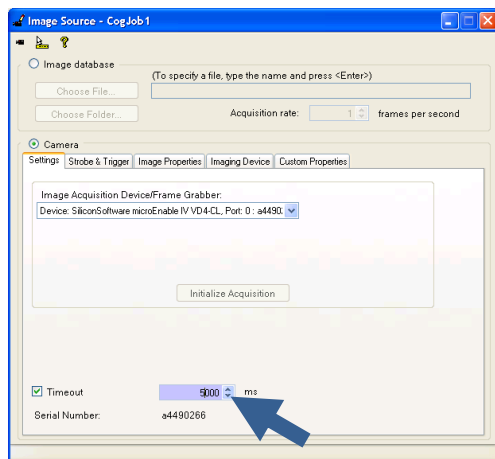 Image Source - CogJob1
Image database
(To specify a file, type the name and press <Enter>)
Choose File...
Choose Folder...
Acquisition rate: 1 frames per second
Camera
Settings Strobe & Trigger Image Properties Imaging Device Custom Properties
Image Acquisition Device/Frame Grabber:
Device: SiliconSoftware microEnable IV VD4-CL, Port: 0 : a4490
Initialize Acquisition
Timeout 5000 ms
Serial Number: a4490266